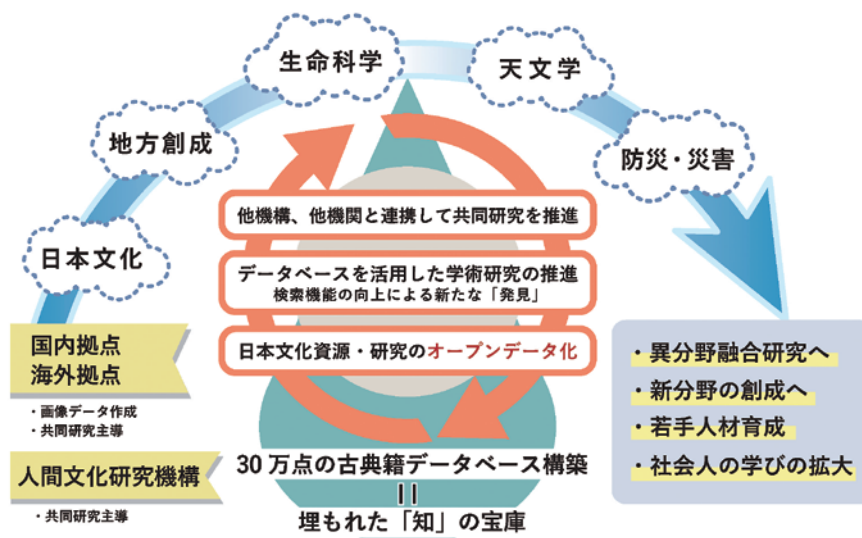 生命科学
天文学
地方創成
防災・災害
日本文化
他機構、他機関と連携して共同研究を推進
データベースを活用した学術研究の推進
検索機能の向上による新たな「発見」
日本文化資源・研究のオープンデータ化
国内拠点
海外拠点
・画像データ作成
・共同研究主導
人間文化研究機構
・共同研究主導
30万点の古典籍データベース構築
=
埋もれた「知」の宝庫
・異分野融合研究へ
・新分野の創成へ
・若手人材育成
・社会人の学びの拡大